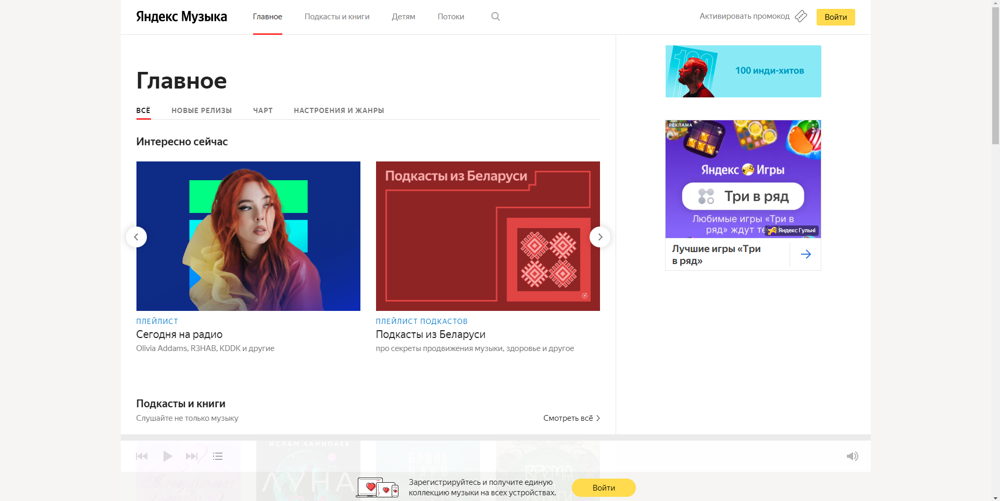 Яндекс Музыка
Главное
Подкасты и книги
Детям
Потоки
Активировать промокод
Войти
Главное
ВСЁ
НОВЫЕ РЕЛИЗЫ
ЧАРТ
НАСТРОЕНИЯ И ЖАНРЫ
Интересно сейчас
ПЛЕЙЛИСТ
Сегодня на радио
Olivia Addams, R3HAB, KDDK и другие
Подкасты из Беларуси
ПЛЕЙЛИСТ ПОДКАСТОВ
Подкасты из Беларуси
про секреты продвижения музыки, здоровье и другое
100
100 инди-хитов
РЕКЛАМА
Яндекс Игры
Три в ряд
Любимые игры «Три в
ряд» ждут те
Яндекс Гульні
Лучшие игры «Три
в ряд»
Подкасты и книги
Слушайте не только музыку
Смотреть всё
ИСЛАМ ХАНИПАЕВ
ЛУНА
ВРЕМА
Зарегистрируйтесь и получите единую
коллекцию музыки на всех устройствах.
Войти